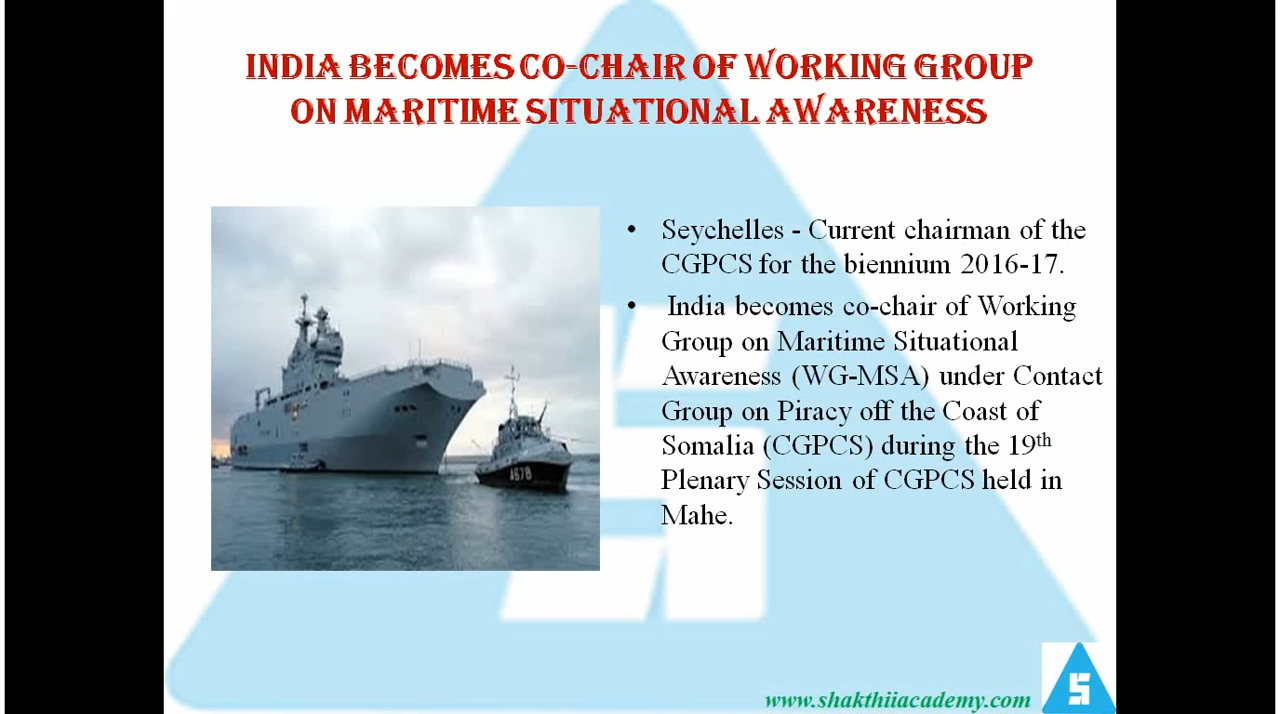 INDIA BECOMES CO-CHAIR OF WORKING GROUP
ON MARITIME SITUATIONAL AWARENESS
• Seychelles - Current chairman of the
CGPCS for the biennium 2016-17.
• India becomes co-chair of Working
Group on Maritime Situational
Awareness (WG-MSA) under Contact
Group on Piracy off the Coast of
Somalia (CGPCS) during the 19th
Plenary Session of CGPCS held in
Mahe.
A678
www.shakthiiacademy.com